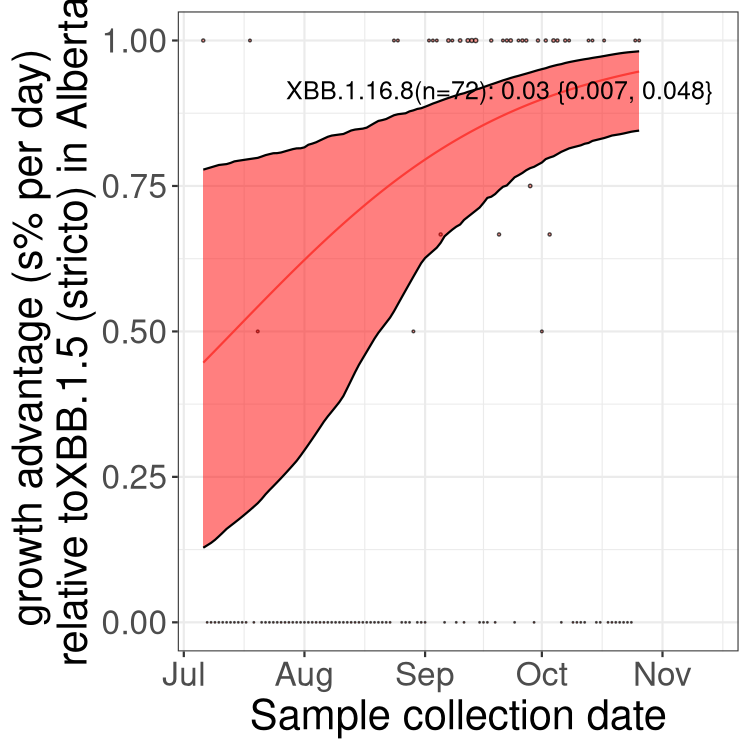 growth advantage (s% per day)
relative toXBB.1.5 (stricto) in Alberta
1.00
0.75
0.50
0.25
0.00
XBB.1.16.8(n=72): 0.03 {0.007, 0.048}
Jul Aug Sep Oct Nov
Sample collection date